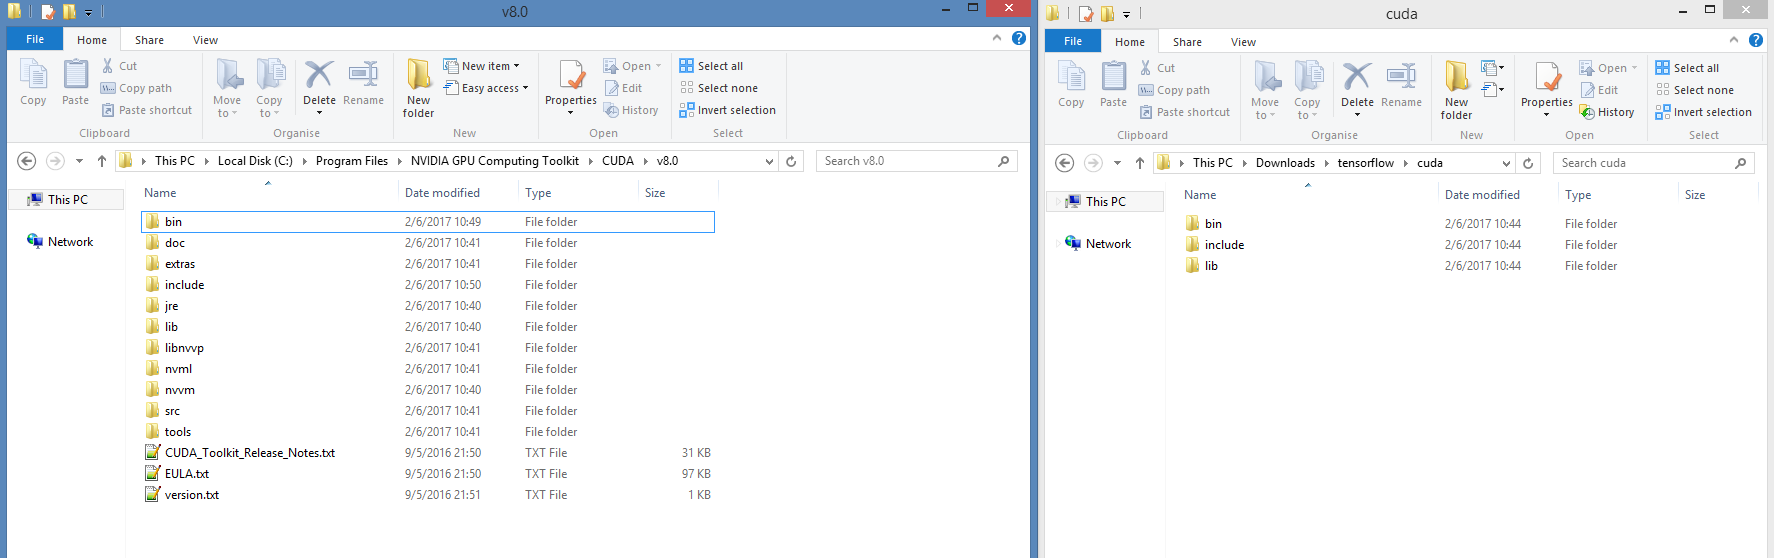 v8.0
File Home Share View
Copy
Paste
Cut
Copy path
Paste shortcut
Clipboard
Move to
Copy to
Delete
Rename
Organise
New folder
New item
Easy access
New
Properties
Open
Edit
History
Open
Select all
Select none
Invert selection
Select
This PC Local Disk (C:) Program Files NVIDIA GPU Computing Toolkit CUDA v8.0
Search v8.0
This PC
Network
Name Date modified Type Size
bin 2/6/2017 10:49 File folder
doc 2/6/2017 10:41 File folder
extras 2/6/2017 10:41 File folder
include 2/6/2017 10:50 File folder
jre 2/6/2017 10:40 File folder
lib 2/6/2017 10:40 File folder
libnvvp 2/6/2017 10:41 File folder
nvml 2/6/2017 10:41 File folder
nvvm 2/6/2017 10:40 File folder
src 2/6/2017 10:41 File folder
tools 2/6/2017 10:41 File folder
CUDA_Toolkit_Release_Notes.txt 9/5/2016 21:50 TXT File 31 KB
EULA.txt 9/5/2016 21:50 TXT File 97 KB
version.txt 9/5/2016 21:51 TXT File 1 KB
cuda
File Home Share View
Copy
Paste
Cut
Copy path
Paste shortcut
Clipboard
Move to
Copy to
Delete
Rename
Organise
New folder
New
Properties
Open
Edit
History
Open
Select all
Select none
Invert selection
Select
This PC Downloads tensorflow cuda
Search cuda
This PC
Network
Name Date modified Type Size
bin 2/6/2017 10:44 File folder
include 2/6/2017 10:44 File folder
lib 2/6/2017 10:44 File folder